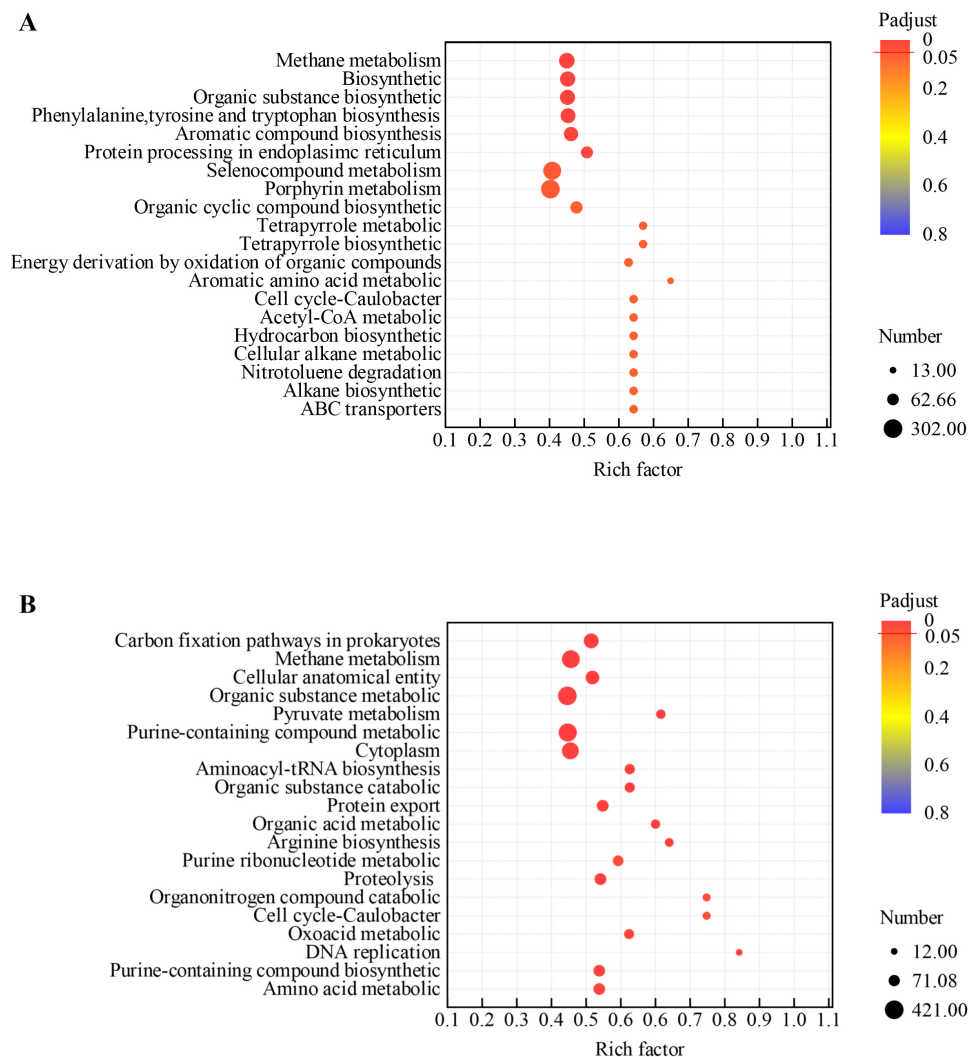 A
Methane metabolism
Biosynthetic
Organic substance biosynthetic
Phenylalanine,tyrosine and tryptophan biosynthesis
Aromatic compound biosynthesis
Protein processing in endoplasimc reticulum
Selenocompound metabolism
Porphyrin metabolism
Organic cyclic compound biosynthetic
Tetrapyrrole metabolic
Tetrapyrrole biosynthetic
Energy derivation by oxidation of organic compounds
Aromatic amino acid metabolic
Cell cycle-Caulobacter
Acetyl-CoA metabolic
Hydrocarbon biosynthetic
Cellular alkane metabolic
Nitrotoluene degradation
Alkane biosynthetic
ABC transporters
0.1 0.2 0.3 0.4 0.5 0.6 0.6 0.7 0.8 0.9 1.0 1.1
Rich factor
Padjust
0
0.05
0.2
0.4
0.6
0.8
Number
13.00
62.66
302.00
B
Carbon fixation pathways in prokaryotes
Methane metabolism
Cellular anatomical entity
Organic substance metabolic
Pyruvate metabolism
Purine-containing compound metabolic
Cytoplasm
Aminoacyl-tRNA biosynthesis
Organic substance catabolic
Protein export
Organic acid metabolic
Arginine biosynthesis
Purine ribonucleotide metabolic
Proteolysis
Organonitrogen compound catabolic
Cell cycle-Caulobacter
Oxoacid metabolic
DNA replication
Purine-containing compound biosynthetic
Amino acid metabolic
0.1 0.2 0.3 0.4 0.5 0.6 0.6 0.7 0.8 0.9 1.0 1.1
Rich factor
Padjust
0
0.05
0.2
0.4
0.6
0.8
Number
12.00
71.08
421.00